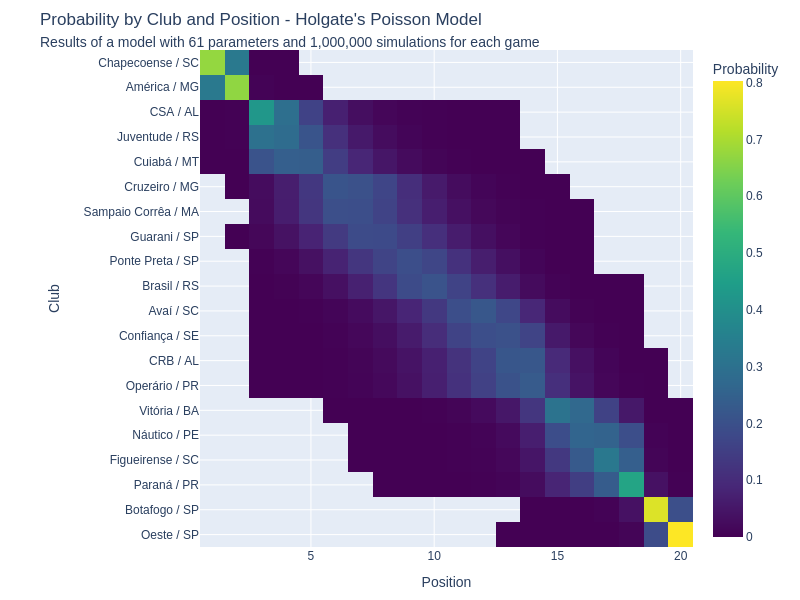 Probability by Club and Position - Holgate's Poisson Model
Results of a model with 61 parameters and 1,000,000 simulations for each game
Probability
Club
Chapecoense / SC
América / MG
CSA / AL
Juventude / RS
Cuiabá / MT
Cruzeiro / MG
Sampaio Corrêa / MA
Guarani / SP
Ponte Preta / SP
Brasil / RS
Avaí / SC
Confiança / SE
CRB / AL
Operário / PR
Vitória / BA
Náutico / PE
Figueirense / SC
Paraná / PR
Botafogo / SP
Oeste / SP
0.8
0.7
0.6
0.5
0.4
0.3
0.2
0.1
0
5 10 15 20
Position